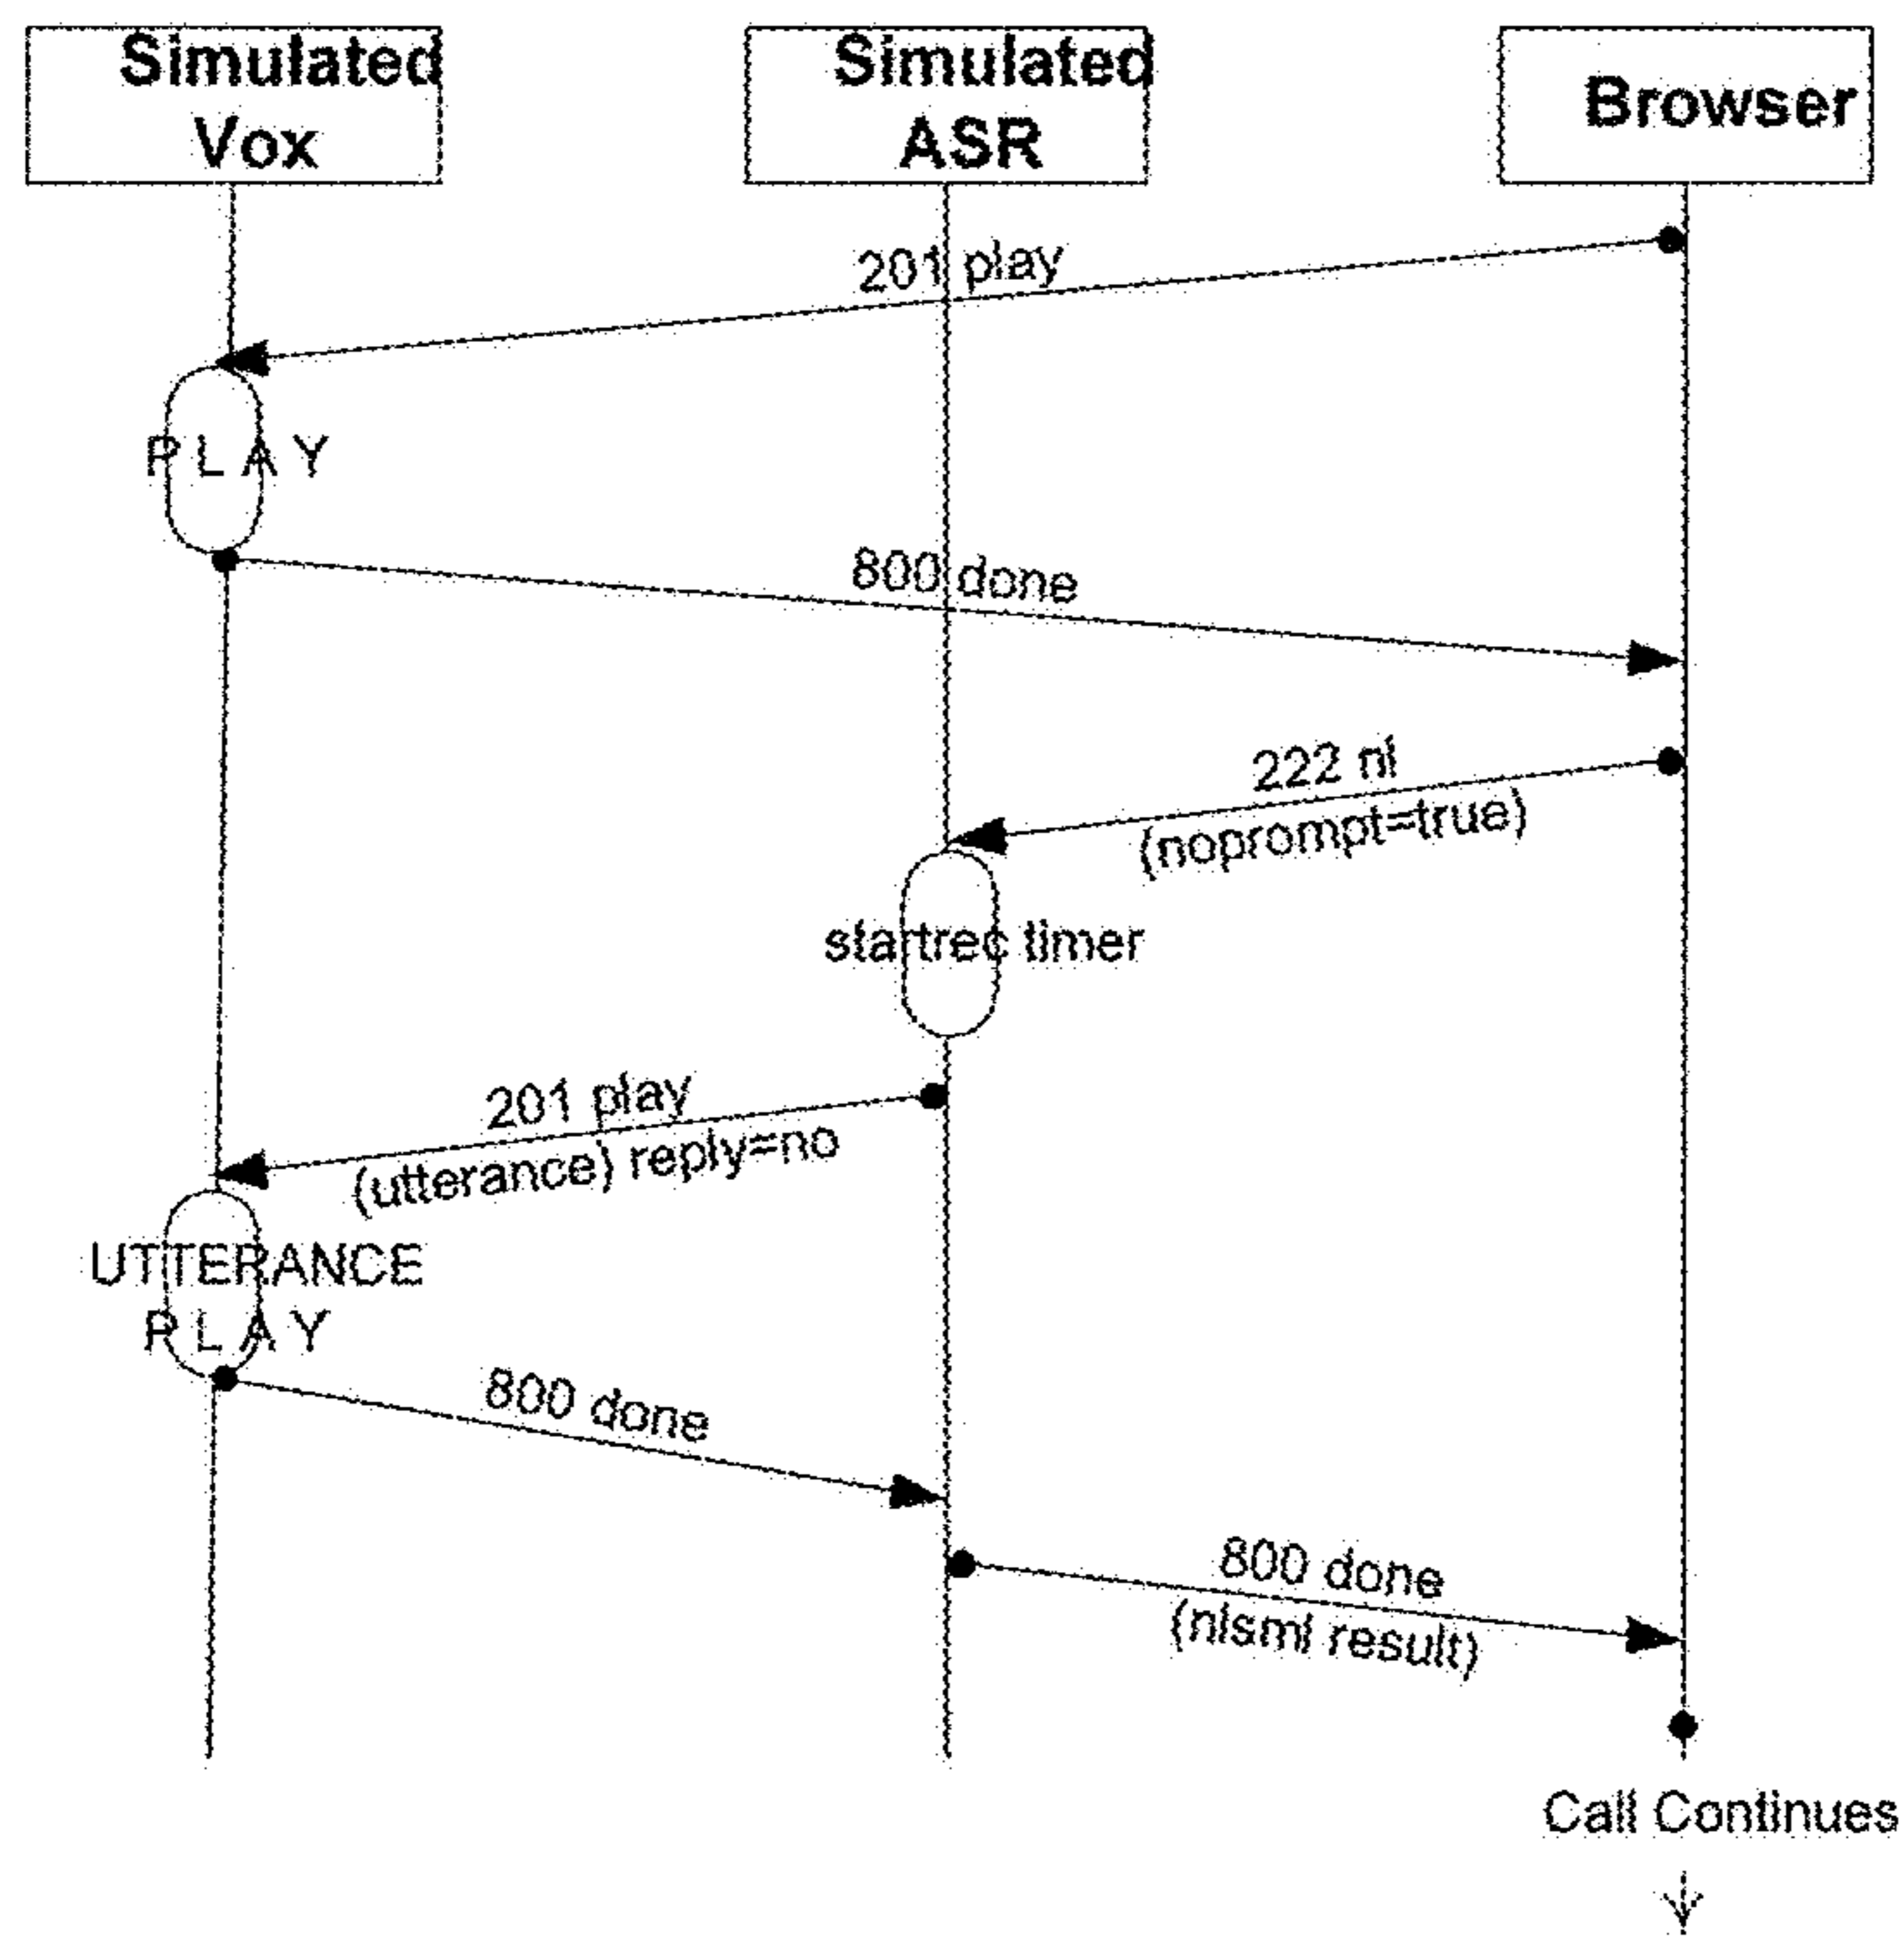 Simulated
Vox
Simulated
ASR
Browser
201 play
PLAY
800 done
222 nl
(noprompt=true)
startrec timer
201 play
(utterance) reply=no
UTTERANCE
PLAY
800 done
800 done
(nlsml result)
Call Continues